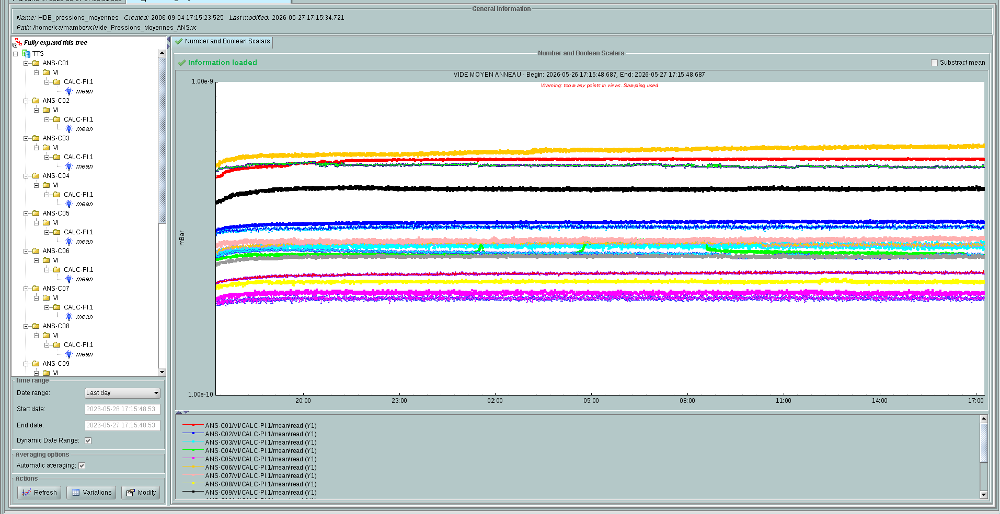 General information
Name: HDB_pressions_moyennes Created: 2006-09-04 17:15:23.525 Last modified: 2026-05-27 17:15:34.721
Path: /home/ica/mambo/vc/Vide_Pressions_Moyennes_ANS.vc
Fully expand this tree
TTS
ANS-C01
VI
CALC-PI.1
mean
ANS-C02
VI
CALC-PI.1
mean
ANS-C03
VI
CALC-PI.1
mean
ANS-C04
VI
CALC-PI.1
mean
ANS-C05
VI
CALC-PI.1
mean
ANS-C06
VI
CALC-PI.1
mean
ANS-C07
VI
CALC-PI.1
mean
ANS-C08
VI
CALC-PI.1
mean
ANS-C09
VI
Time range
Date range: Last day
Start date: 2026-05-26 17:15:48.53
End date: 2026-05-27 17:15:48.53
Dynamic Date Range:
Averaging options
Automatic averaging:
Actions
Refresh Variations Modify
Number and Boolean Scalars
Number and Boolean Scalars
Information loaded
Substract mean
VIDE MOYEN ANNEAU - Begin: 2026-05-26 17:15:48.687, End: 2026-05-27 17:15:48.687
Warning: too many points in views. Sampling used
1.00e-9
mBar
1.00e-10
20:00 23:00 02:00 05:00 08:00 11:00 14:00 17:00
ANS-C01/VI/CALC-PI.1/mean/read (Y1)
ANS-C02/VI/CALC-PI.1/mean/read (Y1)
ANS-C03/VI/CALC-PI.1/mean/read (Y1)
ANS-C04/VI/CALC-PI.1/mean/read (Y1)
ANS-C05/VI/CALC-PI.1/mean/read (Y1)
ANS-C06/VI/CALC-PI.1/mean/read (Y1)
ANS-C07/VI/CALC-PI.1/mean/read (Y1)
ANS-C08/VI/CALC-PI.1/mean/read (Y1)
ANS-C09/VI/CALC-PI.1/mean/read (Y1)